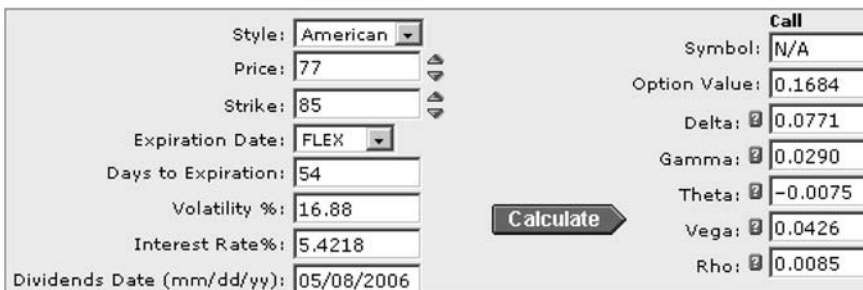 Style: American
Price: 77
Strike: 85
Expiration Date: FLEX
Days to Expiration: 54
Volatility %: 16.88
Interest Rate%: 5.4218
Dividends Date (mm/dd/yy): 05/08/2006
Calculate
Call
Symbol: N/A
Option Value: 0.1684
Delta: ? 0.0771
Gamma: ? 0.0290
Theta: ? -0.0075
Vega: ? 0.0426
Rho: ? 0.0085